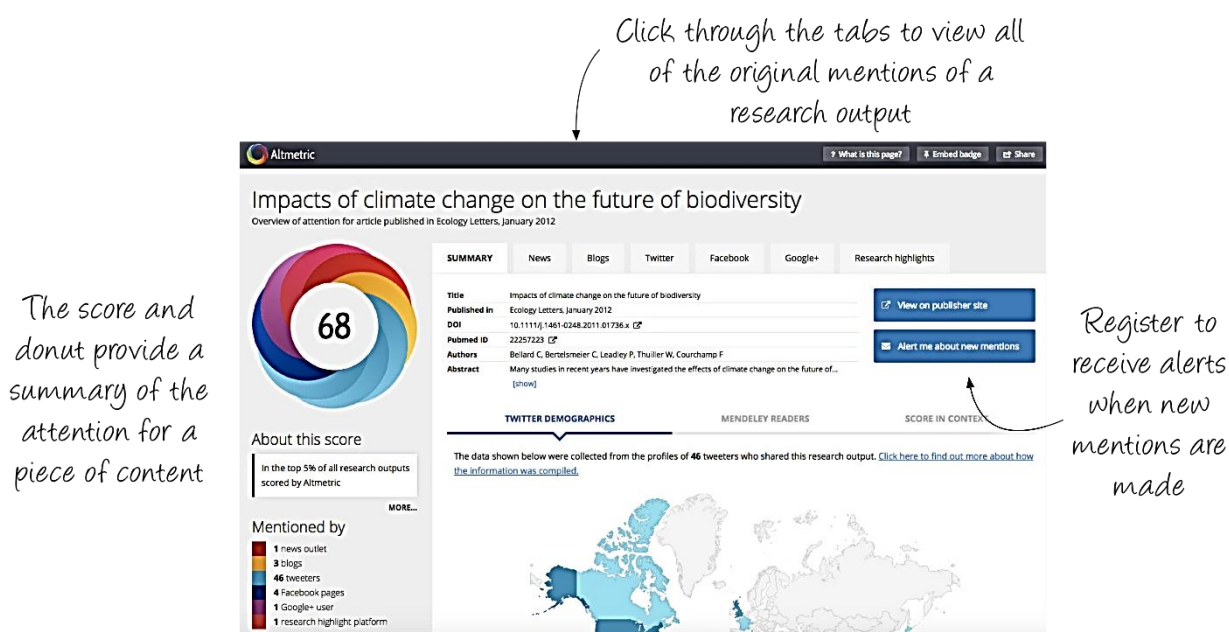 Click through the tabs to view all
of the original mentions of a
research output
Altmetric
? What is this page?
Embed badge
Share
Impacts of climate change on the future of biodiversity
Overview of attention for article published in Ecology Letters, January 2012
68
SUMMARY
News
Blogs
Twitter
Facebook
Google+
Research highlights
Title Impacts of climate change on the future of biodiversity
Published in Ecology Letters, January 2012
DOI 10.1111/j.1461-0248.2011.01736.x
Pubmed ID 22257223
Authors Bellard C, Bertelsmeier C, Leadley P, Thuiller W, Courchamp F
Abstract Many studies in recent years have investigated the effects of climate change on the future of...
[show]
View on publisher site
Alert me about new mentions
The score and
donut provide a
summary of the
attention for a
piece of content
Register to
receive alerts
when new
mentions are
made
About this score
In the top 5% of all research outputs
scored by Altmetric
MORE...
Mentioned by
1 news outlet
3 blogs
46 tweeters
4 Facebook pages
1 Google+ user
1 research highlight platform
TWITTER DEMOGRAPHICS
MENDELEY READERS
SCORE IN CONTEXT
The data shown below were collected from the profiles of 46 tweeters who shared this research output. Click here to find out more about how
the information was compiled.